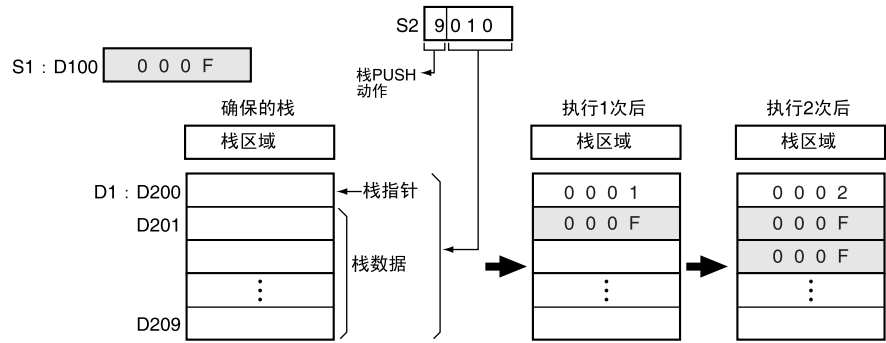 S2 9 0 1 0
S1：D100 0 0 0 F
栈PUSH
动作
确保的栈 执行1次后 执行2次后
栈区域 栈区域 栈区域
D1：D200 栈指针 0 0 0 1 0 0 0 2
D201 0 0 0 F 0 0 0 F
栈数据 0 0 0 F
D209